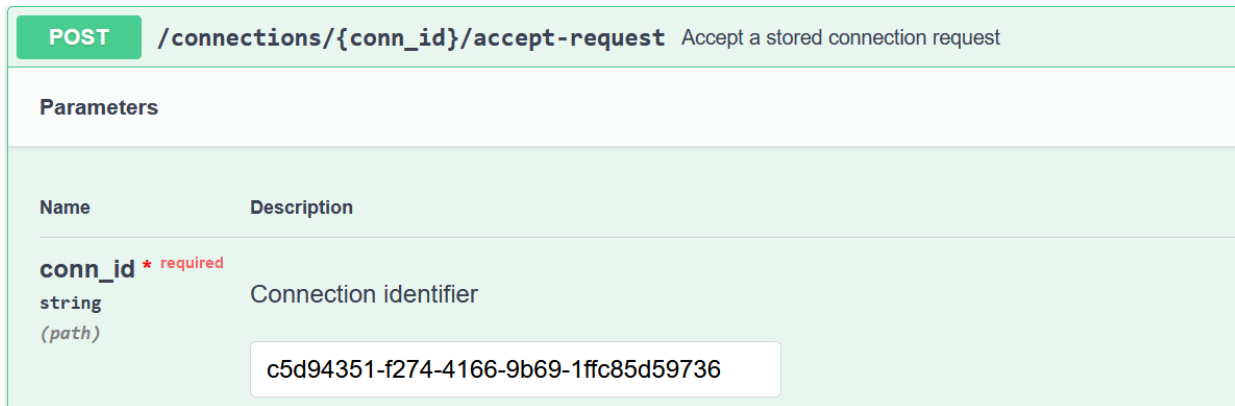 POST /connections/{conn_id}/accept-request Accept a stored connection request
Parameters
Name Description
conn_id * required
string
(path)
Connection identifier
c5d94351-f274-4166-9b69-1ffc85d59736